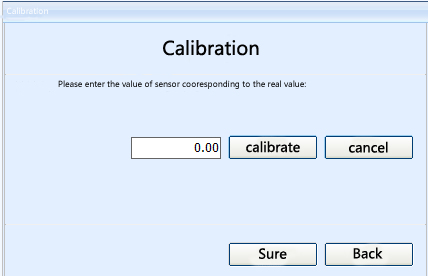 Calibration
Calibration
Please enter the value of sensor cooresponding to the real value:
0.00 calibrate cancel
Sure Back